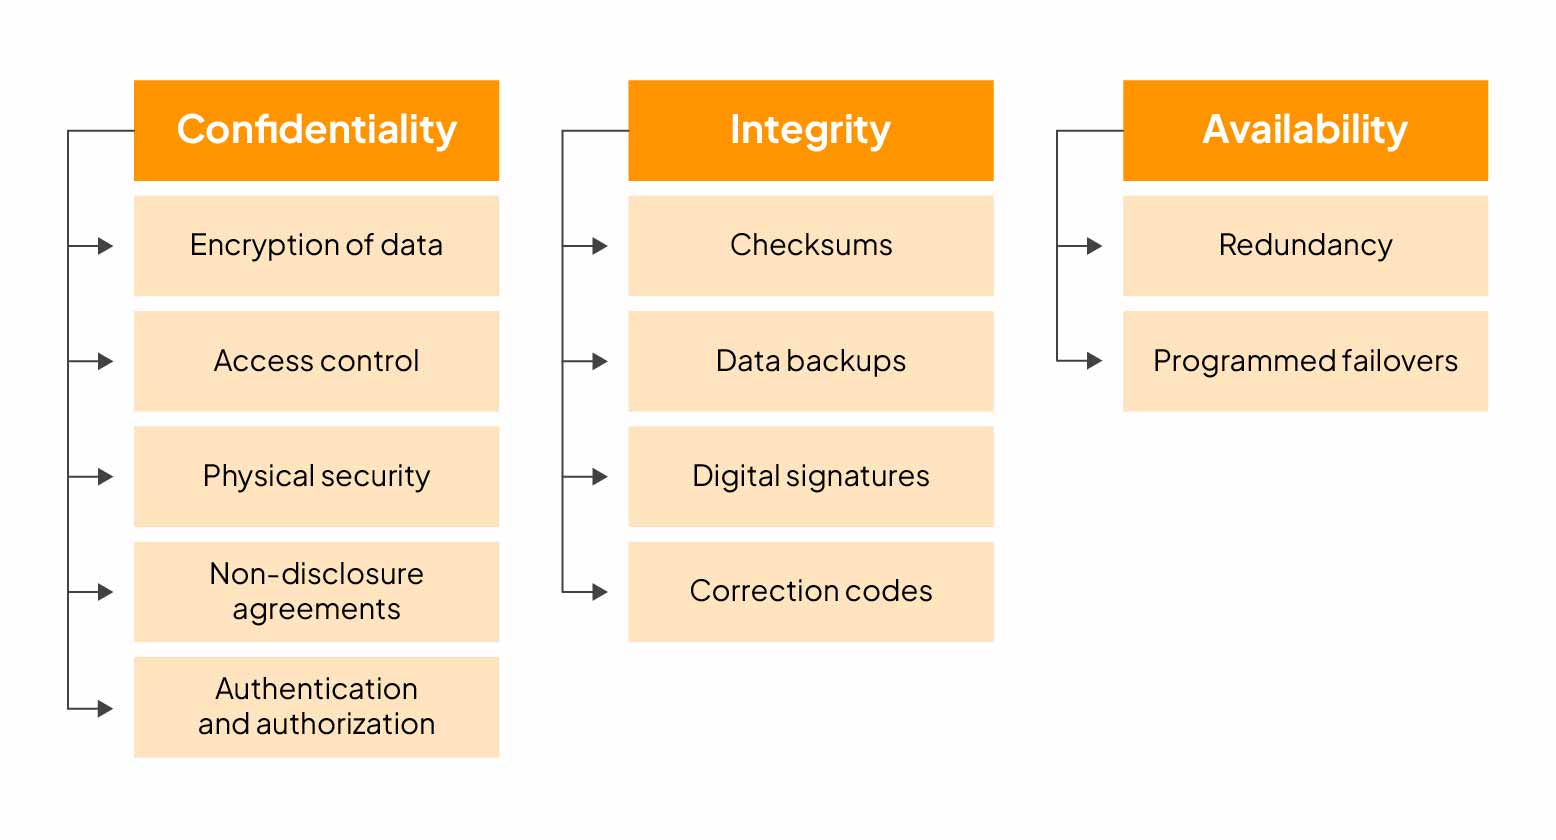 Confidentiality
Encryption of data
Access control
Physical security
Non-disclosure
agreements
Authentication
and authorization
Integrity
Checksums
Data backups
Digital signatures
Correction codes
Availability
Redundancy
Programmed failovers